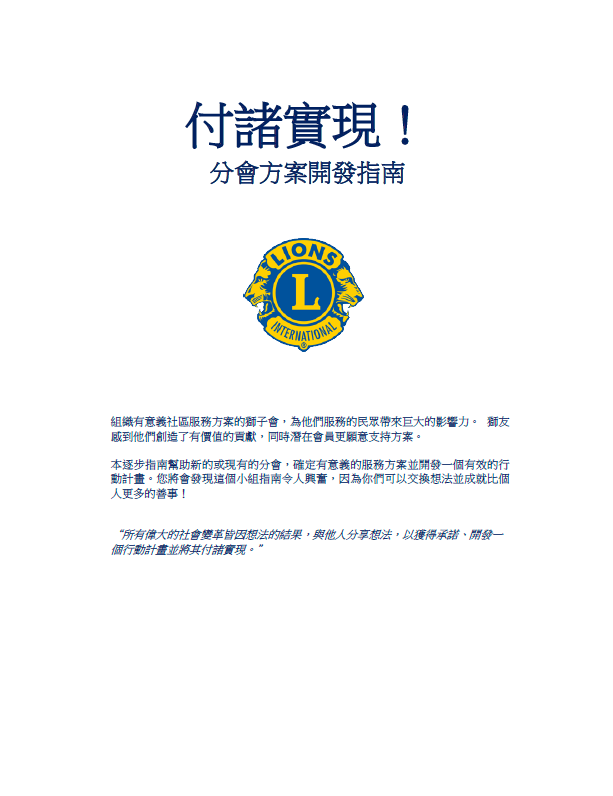 付諸實現！
分會方案開發指南
LIONS
L
INTERNATIONAL
®
組織有意義社區服務方案的獅子會，為他們服務的民眾帶來巨大的影響力。 獅友
感到他們創造了有價值的貢獻，同時潛在會員更願意支持方案。
本逐步指南幫助新的或現有的分會，確定有意義的服務方案並開發一個有效的行
動計畫。您將會發現這個小組指南令人興奮，因為你們可以交換想法並成就比個
人更多的善事！
“所有偉大的社會變革皆因想法的結果，與他人分享想法，以獲得承諾、開發一
個行動計畫並將其付諸實現。”